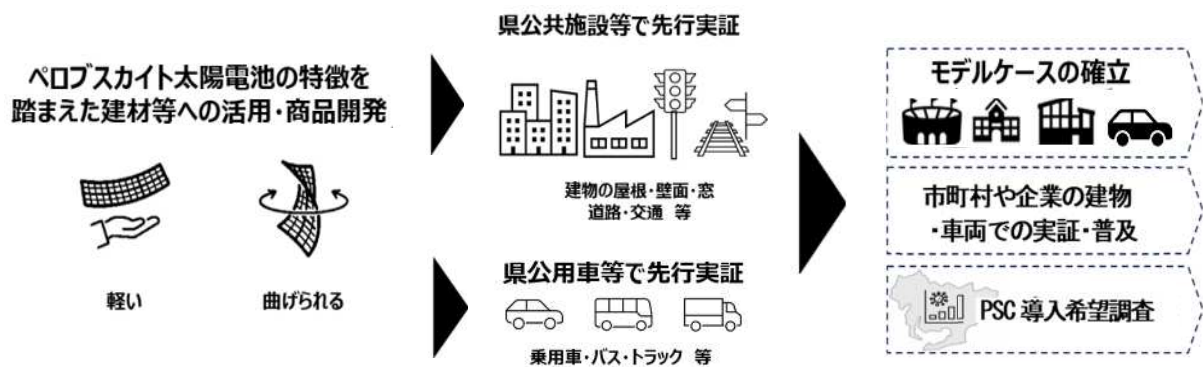 ペロブスカイト太陽電池の特徴を
踏まえた建材等への活用・商品開発
軽い
曲げられる
県公共施設等で先行実証
建物の屋根・壁面・窓
道路・交通 等
県公用車等で先行実証
乗用車・バス・トラック 等
モデルケースの確立
市町村や企業の建物
・車両での実証・普及
PSC 導入希望調査